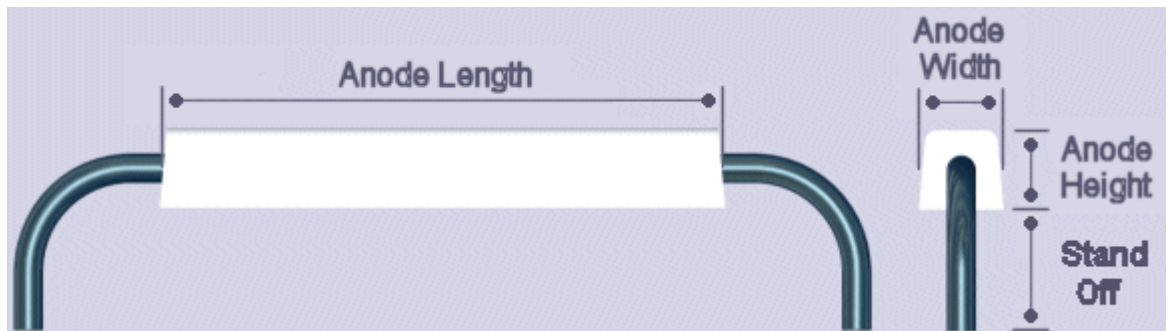 Anode
Width
Anode Length
Anode
Height
Stand
Off